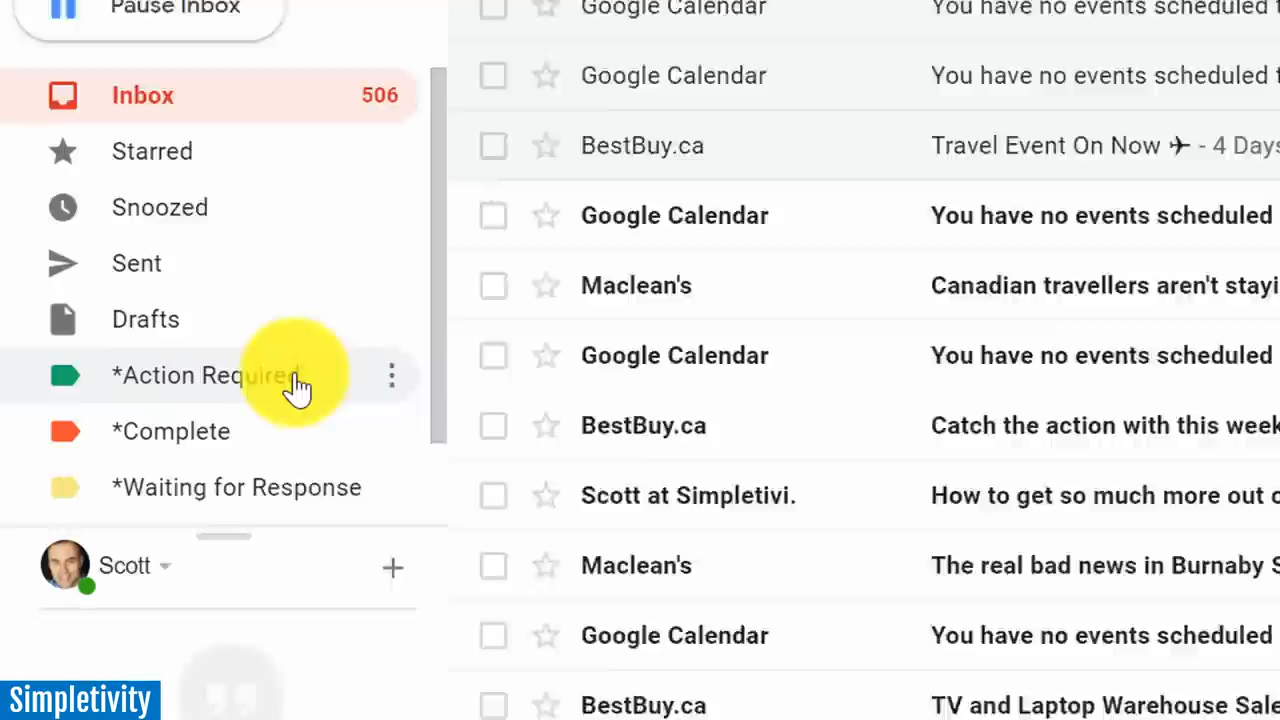 Pause Inbox
Inbox 506
Starred
Snoozed
Sent
Drafts
*Action Required
*Complete
*Waiting for Response
Scott
Google Calendar You have no events scheduled
Google Calendar You have no events scheduled
BestBuy.ca Travel Event On Now ✈ - 4 Days
Google Calendar You have no events scheduled
Maclean's Canadian travellers aren't stayi
Google Calendar You have no events scheduled
BestBuy.ca Catch the action with this week
Scott at Simpletivi. How to get so much more out
Maclean's The real bad news in Burnaby S
Google Calendar You have no events scheduled
BestBuy.ca TV and Laptop Warehouse Sale
Simpletivity